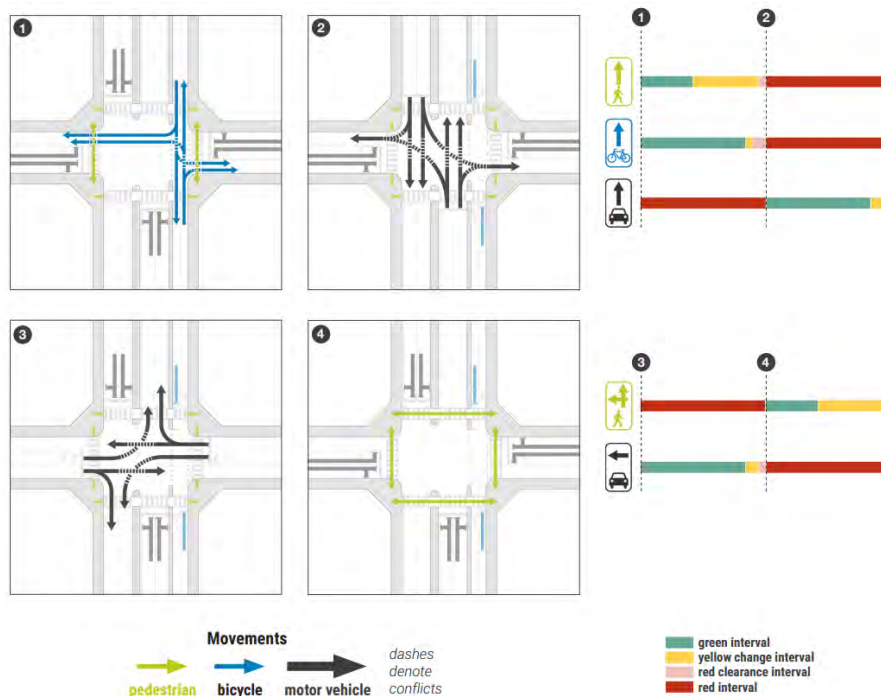 1
2
1
2
3
4
3
4
Movements
pedestrian
bicycle
motor vehicle
dashes
denote
conflicts
green interval
yellow change interval
red clearance interval
red interval